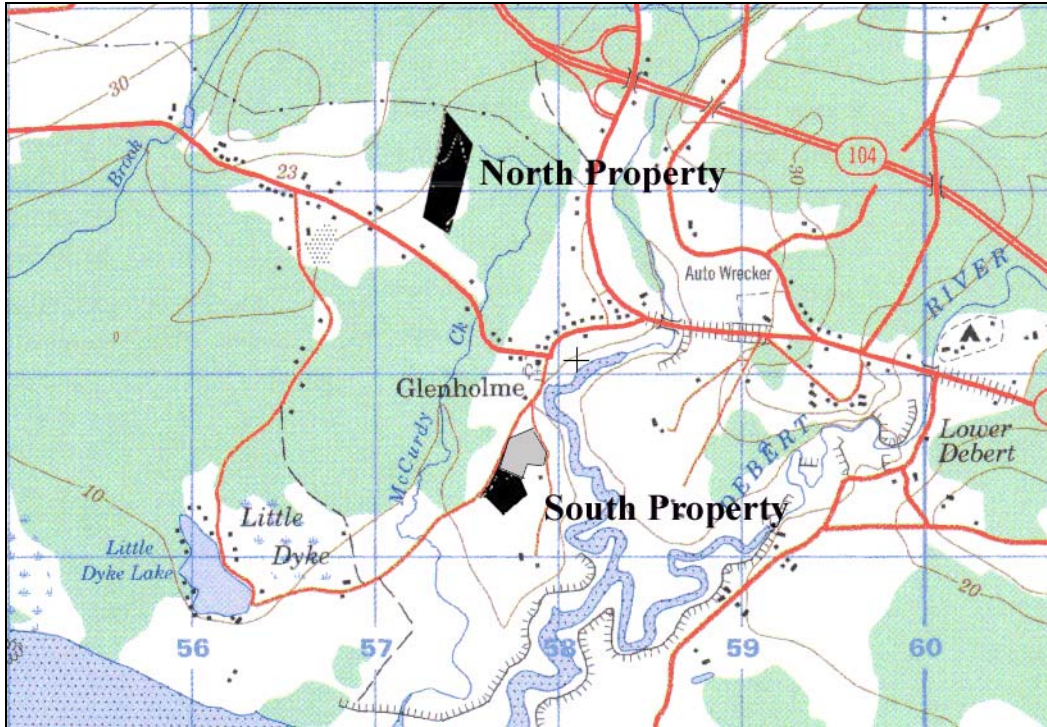 30
Brook
23
North Property
104
Auto Wrecker
30
RIVER
Ck
Glenholme
McCurdy
DEBERT
Lower
Debert
10
Little
Dyke
South Property
Little
Dyke Lake
20
56
57
58
59
60